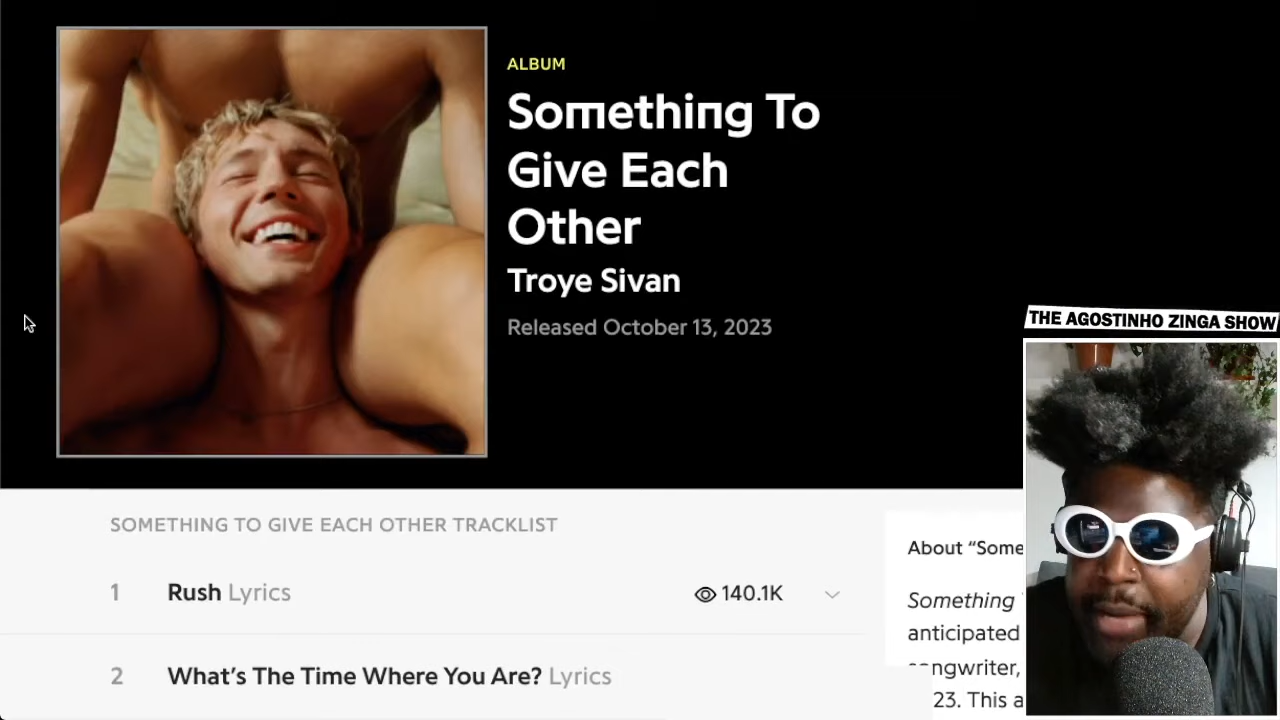 ALBUM
Something To
Give Each
Other
Troye Sivan
Released October 13, 2023
THE AGOSTINHO ZINGA SHOW
SOMETHING TO GIVE EACH OTHER TRACKLIST
1 Rush Lyrics 140.1K
2 What's The Time Where You Are? Lyrics
About “Some
Something
anticipated
songwriter,
23. This a